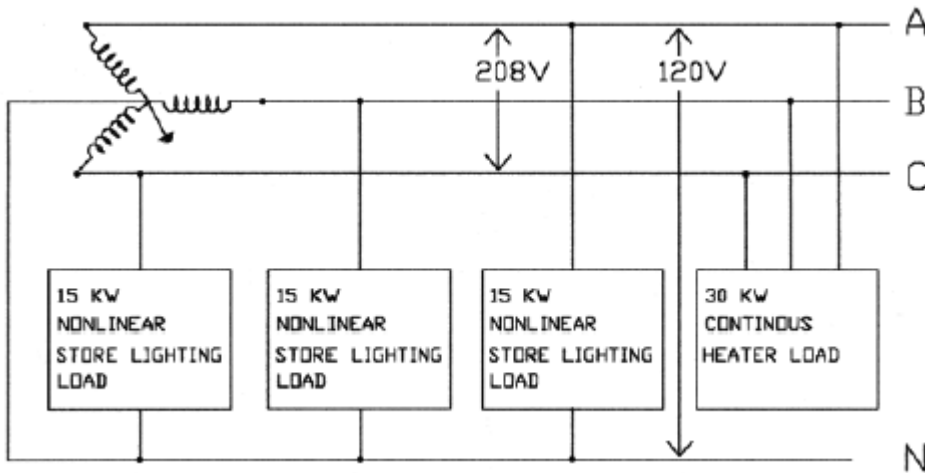 A
208V
120V
B
C
15 KW
NONLINEAR
STORE LIGHTING
LOAD
15 KW
NONLINEAR
STORE LIGHTING
LOAD
15 KW
NONLINEAR
STORE LIGHTING
LOAD
30 KW
CONTINOUS
HEATER LOAD
N